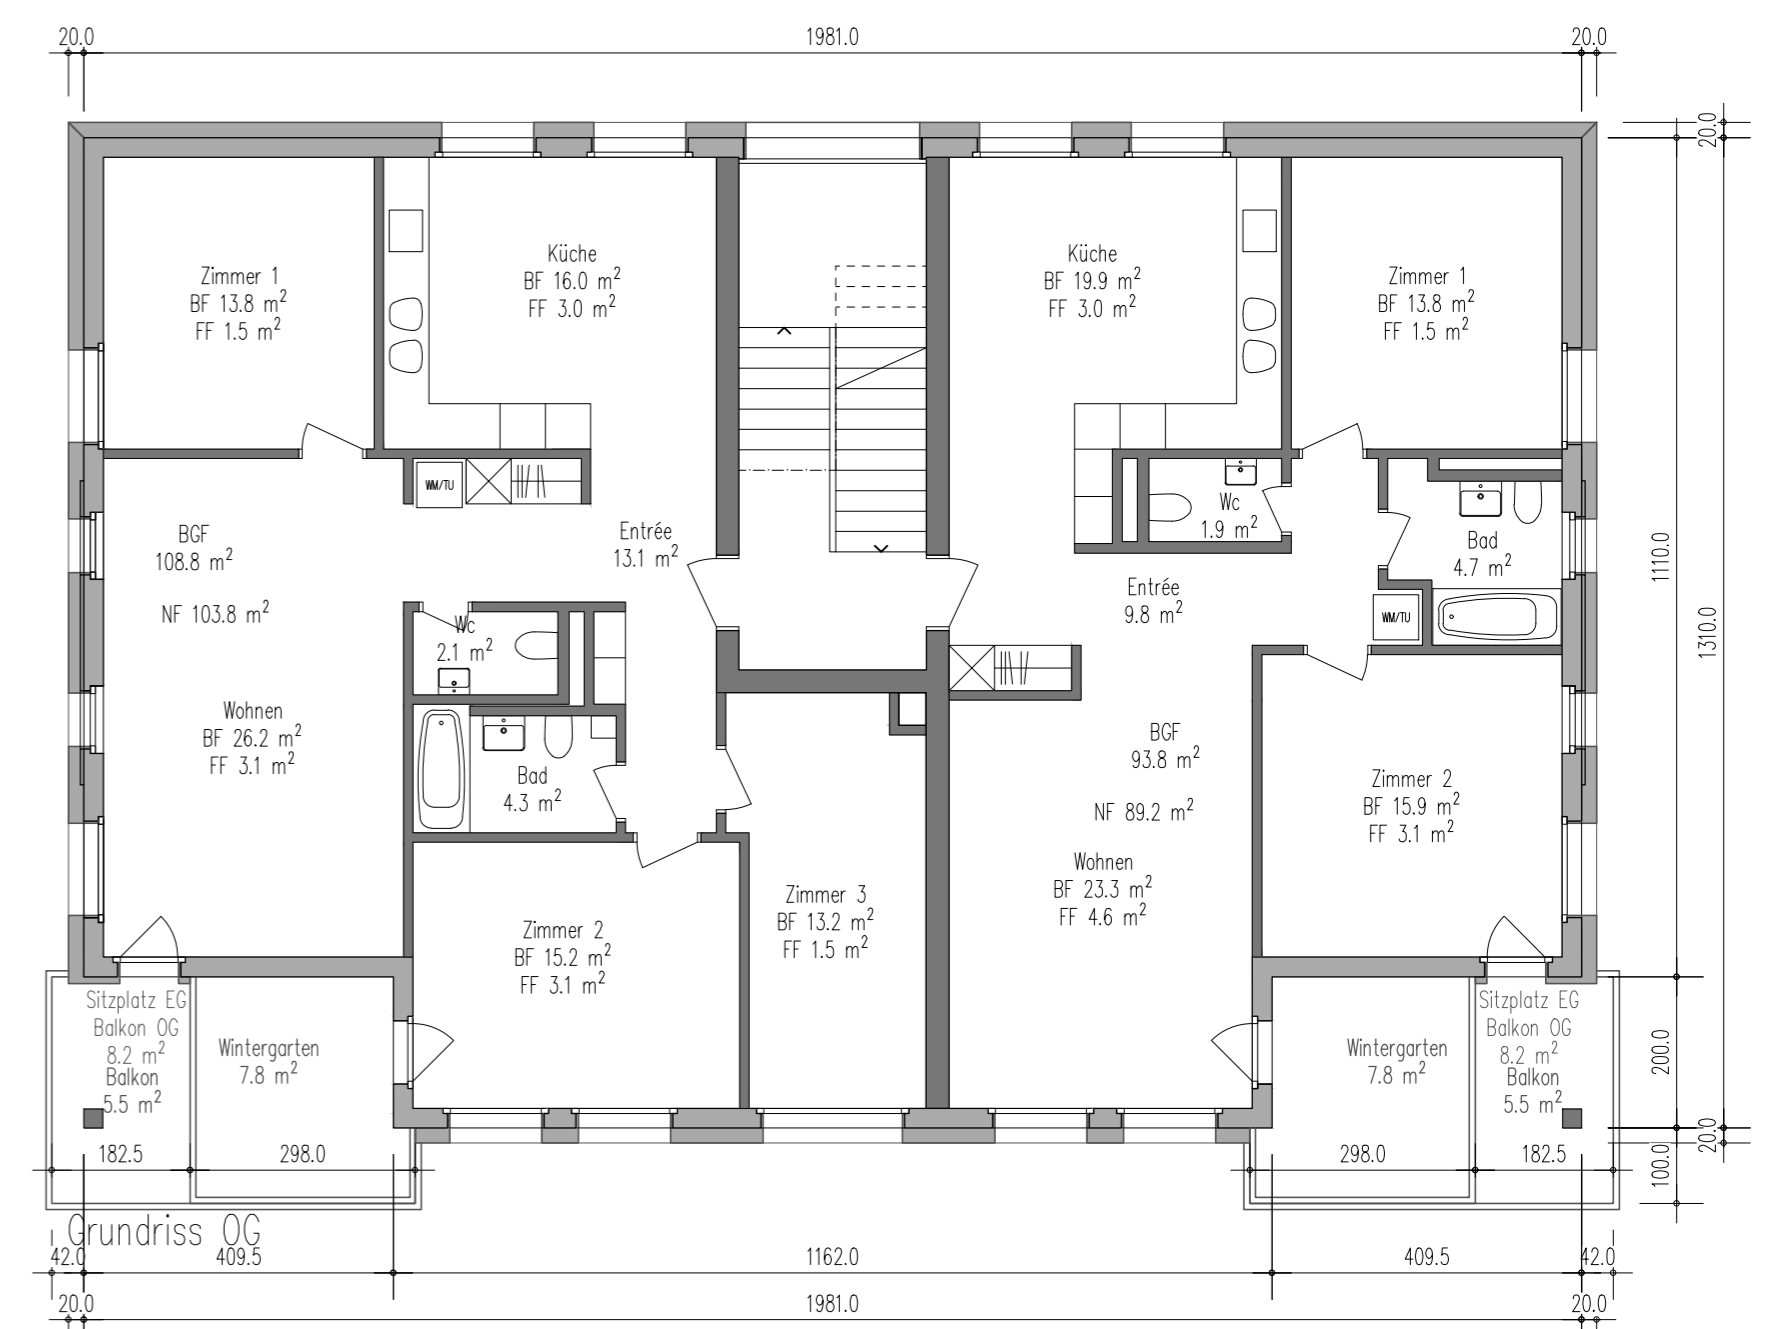 20.0
1981.0
20.0
20.0
Zimmer 1
BF 13.8 m²
FF 1.5 m²
Küche
BF 16.0 m²
FF 3.0 m²
Küche
BF 19.9 m²
FF 3.0 m²
Zimmer 1
BF 13.8 m²
FF 1.5 m²
WM/TU
BGF
108.8 m²
NF 103.8 m²
Entrée
13.1 m²
Wc
1.9 m²
Bad
4.7 m²
Entrée
9.8 m²
WM/TU
1110.0
1310.0
Wc
2.1 m²
Wohnen
BF 26.2 m²
FF 3.1 m²
Bad
4.3 m²
BGF
93.8 m²
NF 89.2 m²
Zimmer 2
BF 15.9 m²
FF 3.1 m²
Wohnen
BF 23.3 m²
FF 4.6 m²
Zimmer 3
BF 13.2 m²
FF 1.5 m²
Zimmer 2
BF 15.2 m²
FF 3.1 m²
Sitzplatz EG
Balkon OG
8.2 m²
Balkon
5.5 m²
Wintergarten
7.8 m²
Wintergarten
7.8 m²
Sitzplatz EG
Balkon OG
8.2 m²
Balkon
5.5 m²
200.0
20.0
100.0
182.5
298.0
298.0
182.5
Grundriss OG
42.0
409.5
1162.0
409.5
42.0
20.0
1981.0
20.0